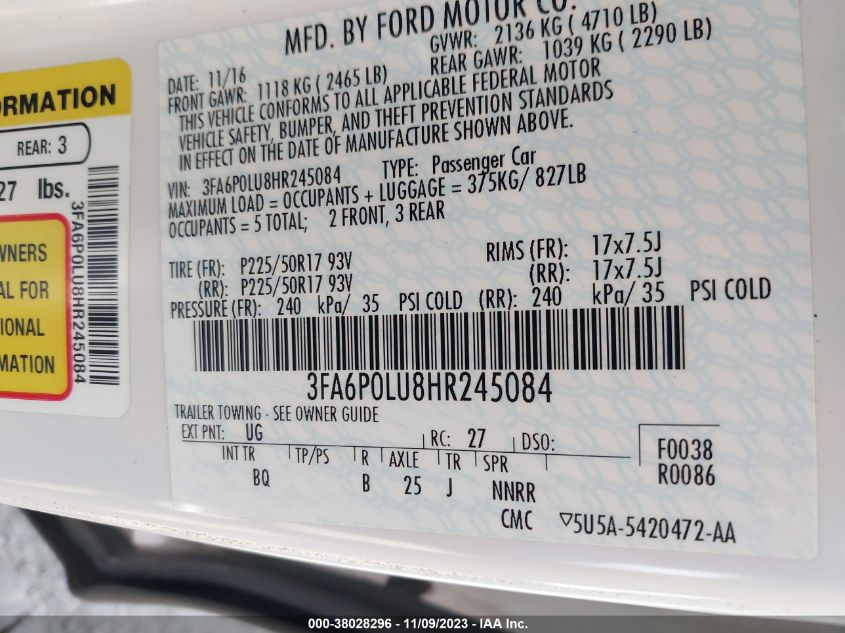 MFD. BY FORD MOTOR CO.
DATE: 11/16 GVWR: 2136 KG ( 4710 LB)
FRONT GAWR: 1118 KG ( 2465 LB) REAR GAWR: 1039 KG ( 2290 LB)
THIS VEHICLE CONFORMS TO ALL APPLICABLE FEDERAL MOTOR
VEHICLE SAFETY, BUMPER, AND THEFT PREVENTION STANDARDS
IN EFFECT ON THE DATE OF MANUFACTURE SHOWN ABOVE.
VIN: 3FA6P0LU8HR245084 TYPE: Passenger Car
MAXIMUM LOAD = OCCUPANTS + LUGGAGE = 375KG/ 827LB
OCCUPANTS = 5 TOTAL; 2 FRONT, 3 REAR
TIRE (FR): P225/50R17 93V RIMS (FR): 17x7.5J
(RR): P225/50R17 93V (RR): 17x7.5J
PRESSURE (FR): 240 kPa/ 35 PSI COLD (RR): 240 kPa/ 35 PSI COLD
3FA6P0LU8HR245084
TRAILER TOWING - SEE OWNER GUIDE
EXT PNT: UG RC: 27 DSO: F0038
INT TR TP/PS R AXLE TR SPR R0086
BQ B 25 J NNRR
CMC ▽5U5A-5420472-AA
ORMATION
REAR: 3
27 lbs.
3FA6P0LU8HR245084
OWNERS
AL FOR
IONAL
MATION
000-38028296 - 11/09/2023 - IAA Inc.